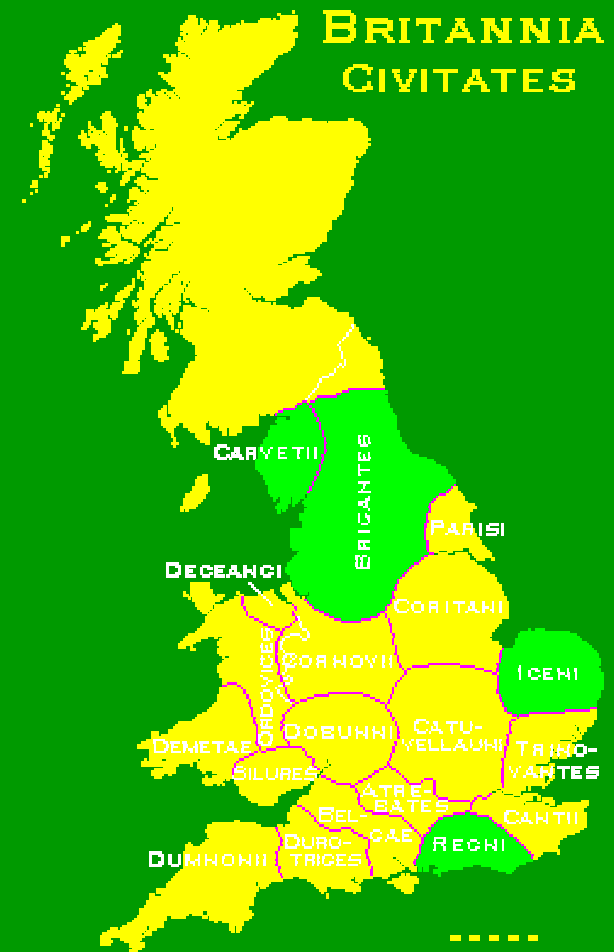 BRITANNIA
CIVITATES
CARVETII
BRIGANTES
PARISI
DECEANGI
CORITANI
ORDOVICES
CORNOVII
ICENI
DEMETAE
DOBUNNI
CATU-
VELLAUNI
TRINO-
VANTES
SILURES
ATRE-
BATES
BEL-
GAE
CANTII
DUMNONII
DURO-
TRICES
REGNI